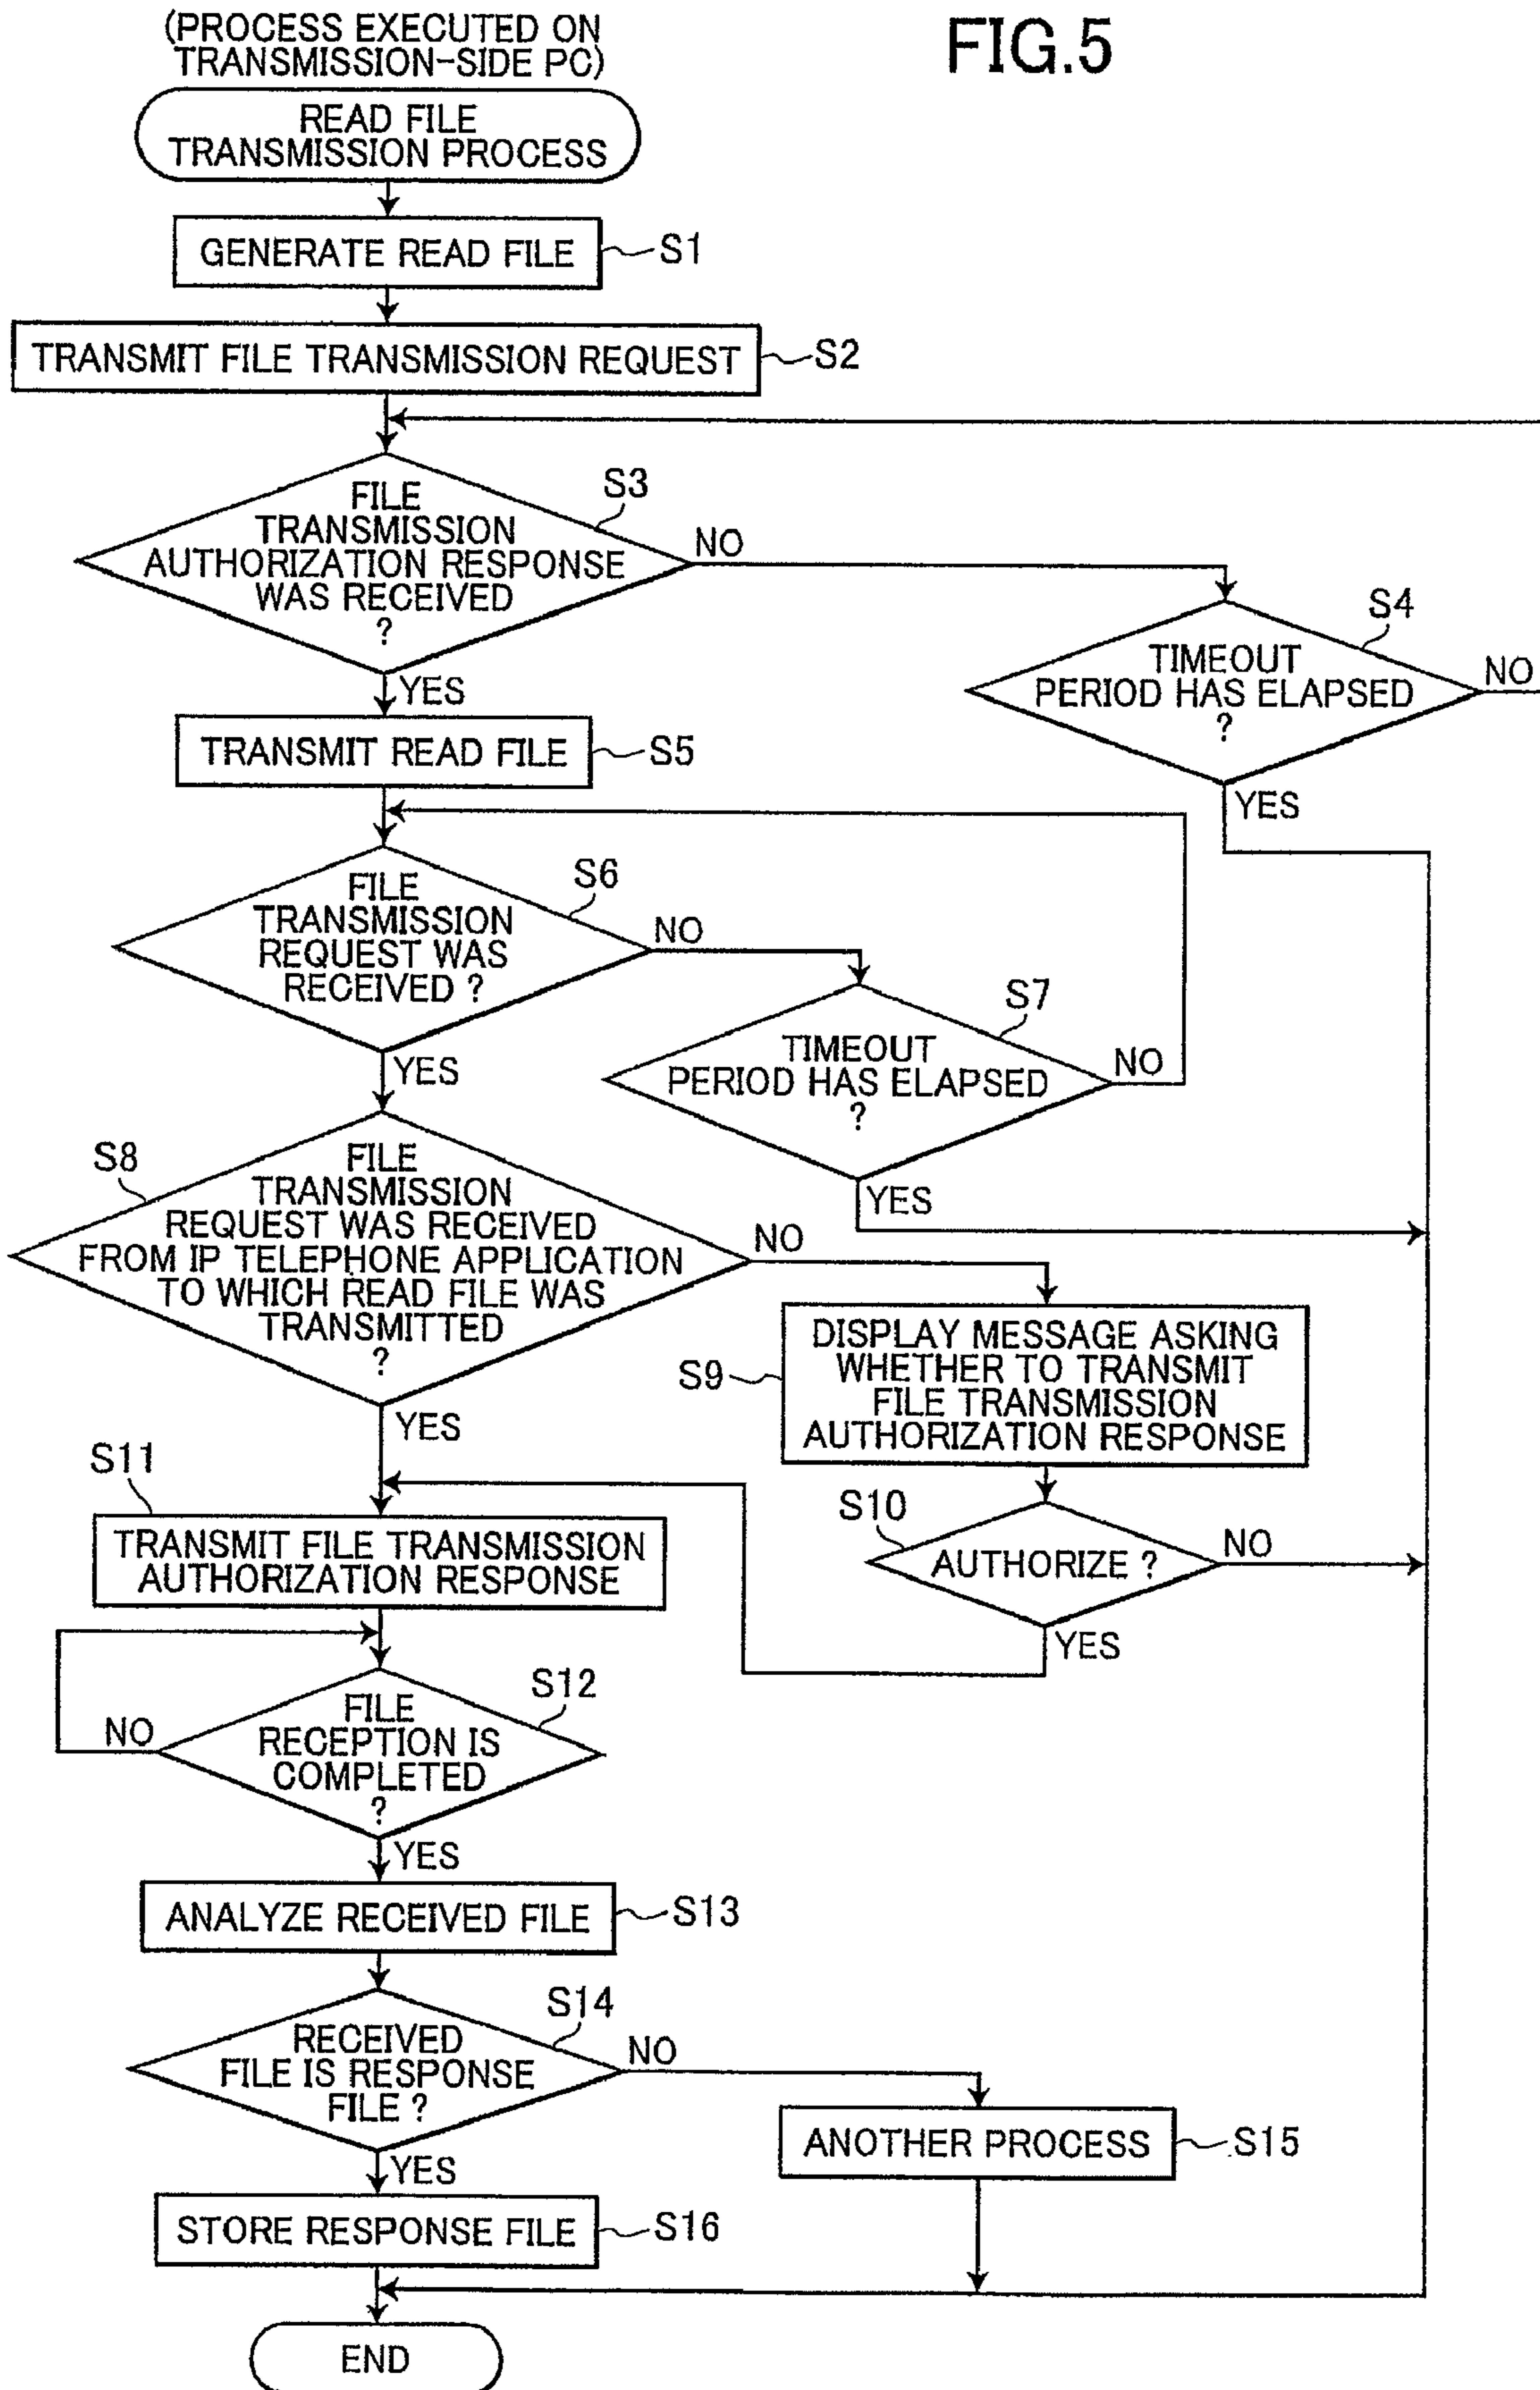 (PROCESS EXECUTED ON
TRANSMISSION-SIDE PC)
FIG.5
READ FILE
TRANSMISSION PROCESS
GENERATE READ FILE
S1
TRANSMIT FILE TRANSMISSION REQUEST
S2
FILE
TRANSMISSION
AUTHORIZATION RESPONSE
WAS RECEIVED
?
S3
NO
YES
TIMEOUT
PERIOD HAS ELAPSED
?
S4
NO
YES
TRANSMIT READ FILE
S5
FILE
TRANSMISSION
REQUEST WAS
RECEIVED ?
S6
NO
YES
TIMEOUT
PERIOD HAS ELAPSED
?
S7
NO
YES
S8
FILE
TRANSMISSION
REQUEST WAS RECEIVED
FROM IP TELEPHONE APPLICATION
TO WHICH READ FILE WAS
TRANSMITTED
?
NO
YES
S9
DISPLAY MESSAGE ASKING
WHETHER TO TRANSMIT
FILE TRANSMISSION
AUTHORIZATION RESPONSE
S10
AUTHORIZE ?
NO
YES
S11
TRANSMIT FILE TRANSMISSION
AUTHORIZATION RESPONSE
S12
FILE
RECEPTION IS
COMPLETED
?
NO
YES
ANALYZE RECEIVED FILE
S13
S14
RECEIVED
FILE IS RESPONSE
FILE ?
NO
YES
ANOTHER PROCESS
S15
STORE RESPONSE FILE
S16
END